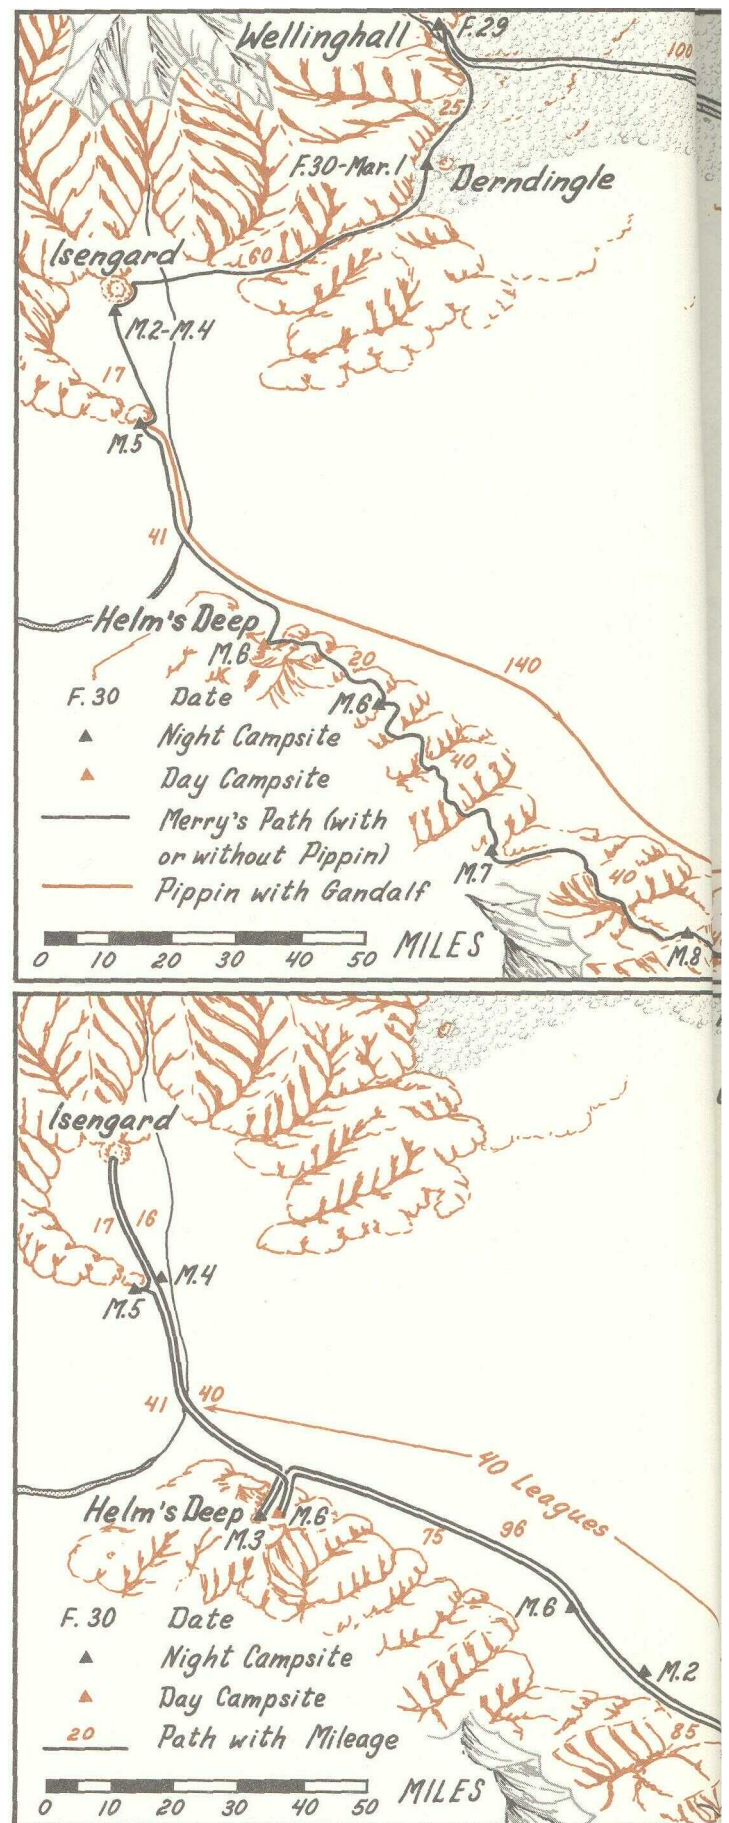 Wellinghall
F.29
100
25
F.30-Mar.1
Derndingle
Isengard
60
M.2-M.4
17
M.5
41
Helm's Deep
M.6
20
140
F.30 Date
M.6
Night Campsite
40
Day Campsite
Merry's Path (with
or without Pippin)
M.7
40
Pippin with Gandalf
MILES
M.8
0 10 20 30 40 50
Isengard
17 16
M.4
M.5
41 40
40 Leagues
Helm's Deep
M.6
M.3
75 96
M.6
F.30 Date
Night Campsite
M.2
Day Campsite
85
20 Path with Mileage
MILES
0 10 20 30 40 50